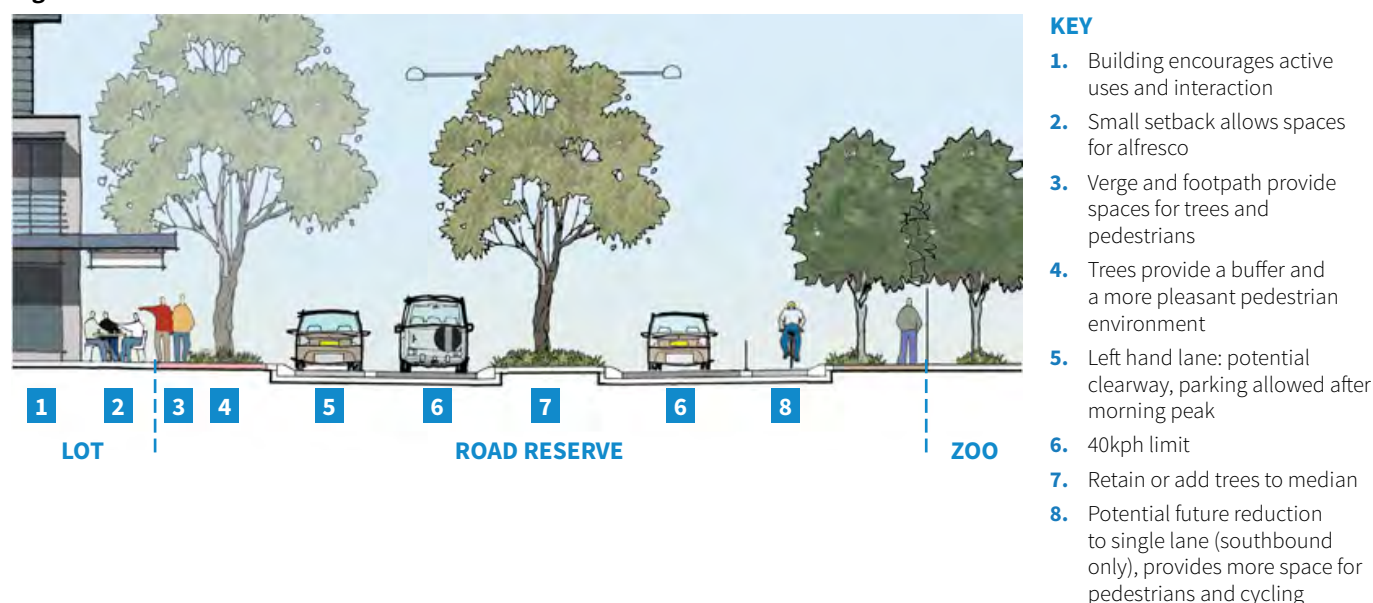 1 2 3 4 5 6 7 6 8
LOT ROAD RESERVE ZOO
KEY
1. Building encourages active
uses and interaction
2. Small setback allows spaces
for alfresco
3. Verge and footpath provide
spaces for trees and
pedestrians
4. Trees provide a buffer and
a more pleasant pedestrian
environment
5. Left hand lane: potential
clearway, parking allowed after
morning peak
6. 40kph limit
7. Retain or add trees to median
8. Potential future reduction
to single lane (southbound
only), provides more space for
pedestrians and cycling